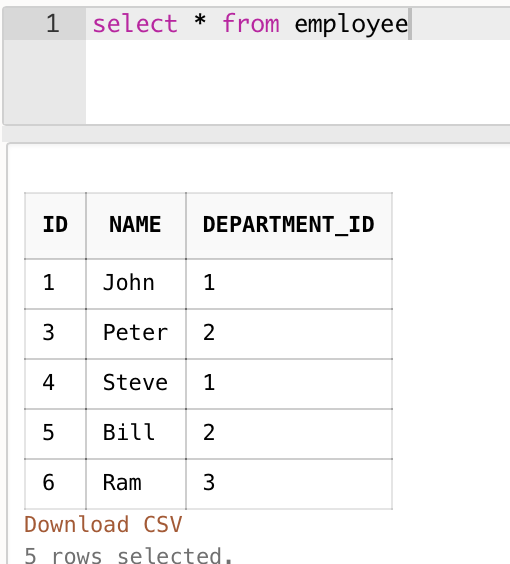 1 select * from employee
ID NAME DEPARTMENT_ID
1 John 1
3 Peter 2
4 Steve 1
5 Bill 2
6 Ram 3
Download CSV
5 rows selected.